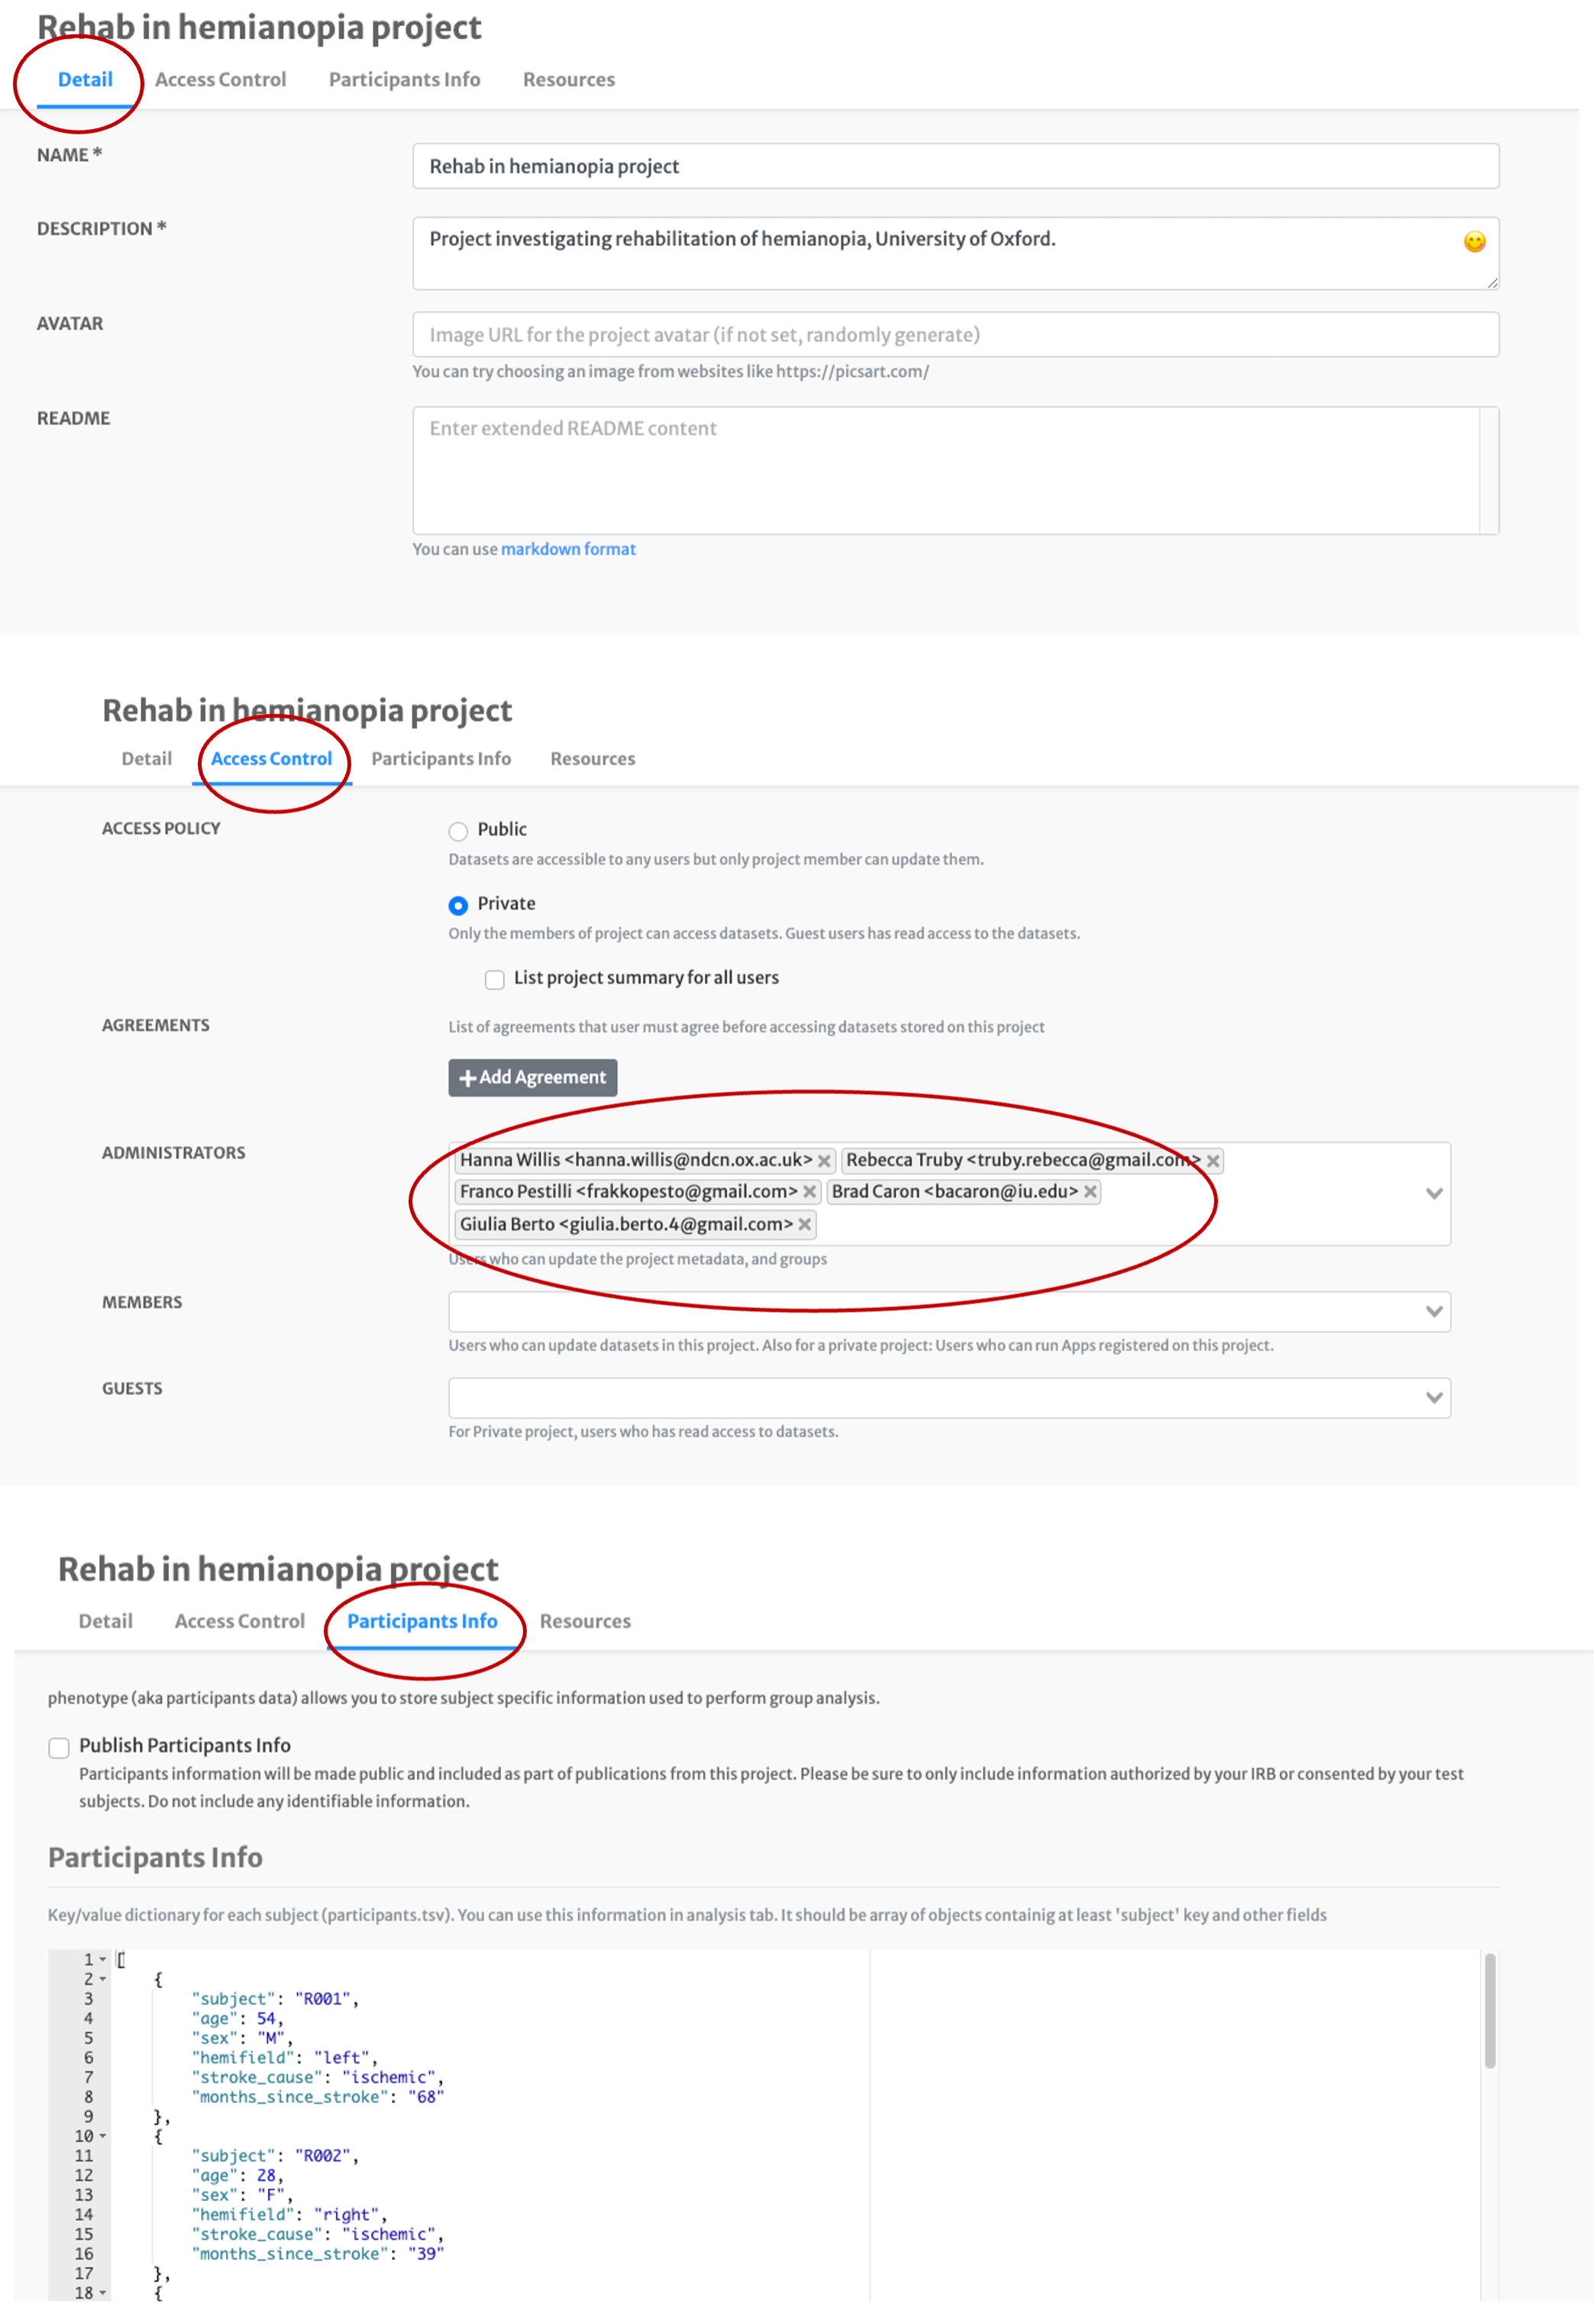 Rehab in hemianopia project
Detail Access Control Participants Info Resources
NAME *
Rehab in hemianopia project
DESCRIPTION *
Project investigating rehabilitation of hemianopia, University of Oxford.
AVATAR
Image URL for the project avatar (if not set, randomly generate)
You can try choosing an image from websites like https://picsart.com/
README
Enter extended README content
You can use markdown format
Rehab in hemianopia project
Detail Access Control Participants Info Resources
ACCESS POLICY
Public
Datasets are accessible to any users but only project member can update them.
Private
Only the members of project can access datasets. Guest users has read access to the datasets.
List project summary for all users
AGREEMENTS
List of agreements that user must agree before accessing datasets stored on this project
+ Add Agreement
ADMINISTRATORS
Hanna Willis <hanna.willis@ndcn.ox.ac.uk> × Rebecca Truby <truby.rebecca@gmail.com> ×
Franco Pestilli <frakkopesto@gmail.com> × Brad Caron <bacaron@iu.edu> ×
Giulia Berto <giulia.berto.4@gmail.com> ×
Users who can update the project metadata, and groups
MEMBERS
Users who can update datasets in this project. Also for a private project: Users who can run Apps registered on this project.
GUESTS
For Private project, users who has read access to datasets.
Rehab in hemianopia project
Detail Access Control Participants Info Resources
phenotype (aka participants data) allows you to store subject specific information used to perform group analysis.
Publish Participants Info
Participants information will be made public and included as part of publications from this project. Please be sure to only include information authorized by your IRB or consented by your test
subjects. Do not include any identifiable information.
Participants Info
Key/value dictionary for each subject (participants.tsv). You can use this information in analysis tab. It should be array of objects containig at least 'subject' key and other fields
1 [
2 {
3 "subject": "R001",
4 "age": 54,
5 "sex": "M",
6 "hemifield": "left",
7 "stroke_cause": "ischemic",
8 "months_since_stroke": "68"
9 },
10 {
11 "subject": "R002",
12 "age": 28,
13 "sex": "F",
14 "hemifield": "right",
15 "stroke_cause": "ischemic",
16 "months_since_stroke": "39"
17 },
18 {